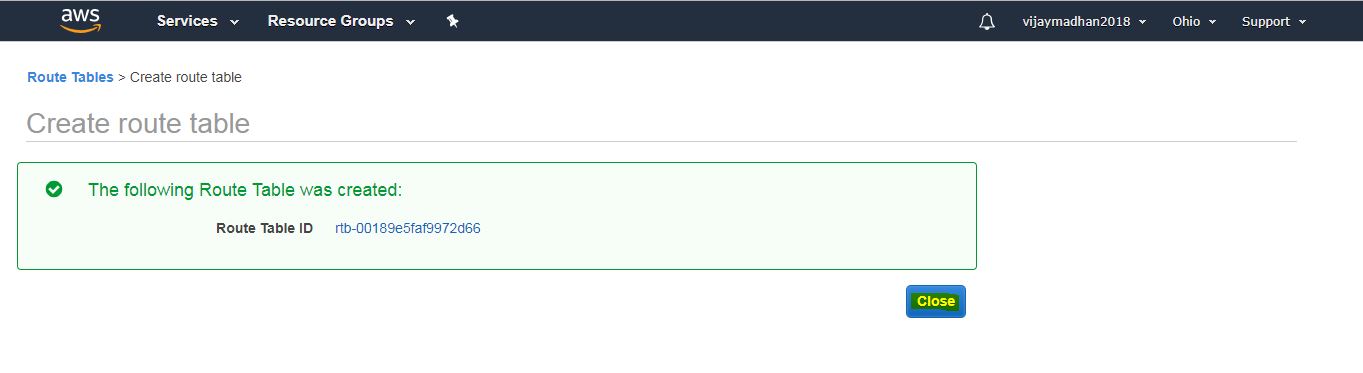 aws Services Resource Groups vijaymadhan2018 Ohio Support
Route Tables > Create route table
Create route table
The following Route Table was created:
Route Table ID rtb-00189e5faf9972d66
Close